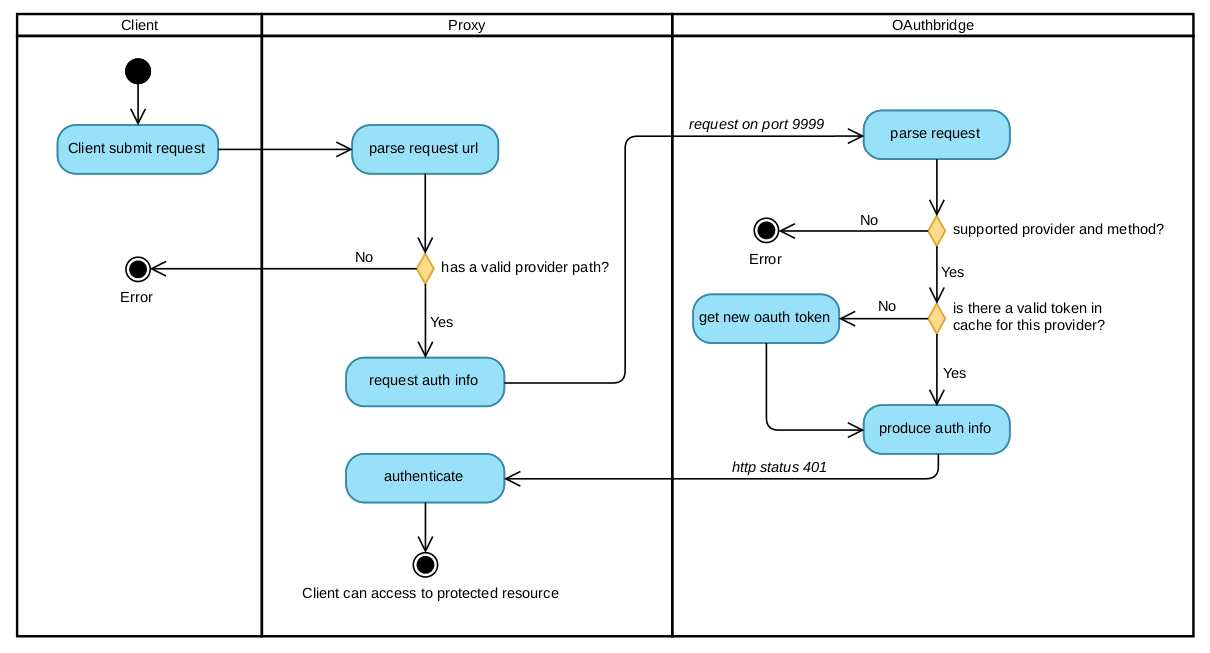 Client
Proxy
OAuthbridge
Client submit request
parse request url
request on port 9999
parse request
No
supported provider and method?
Error
No
has a valid provider path?
Error
Yes
Yes
request auth info
get new oauth token
No
is there a valid token in
cache for this provider?
Yes
produce auth info
http status 401
authenticate
Client can access to protected resource